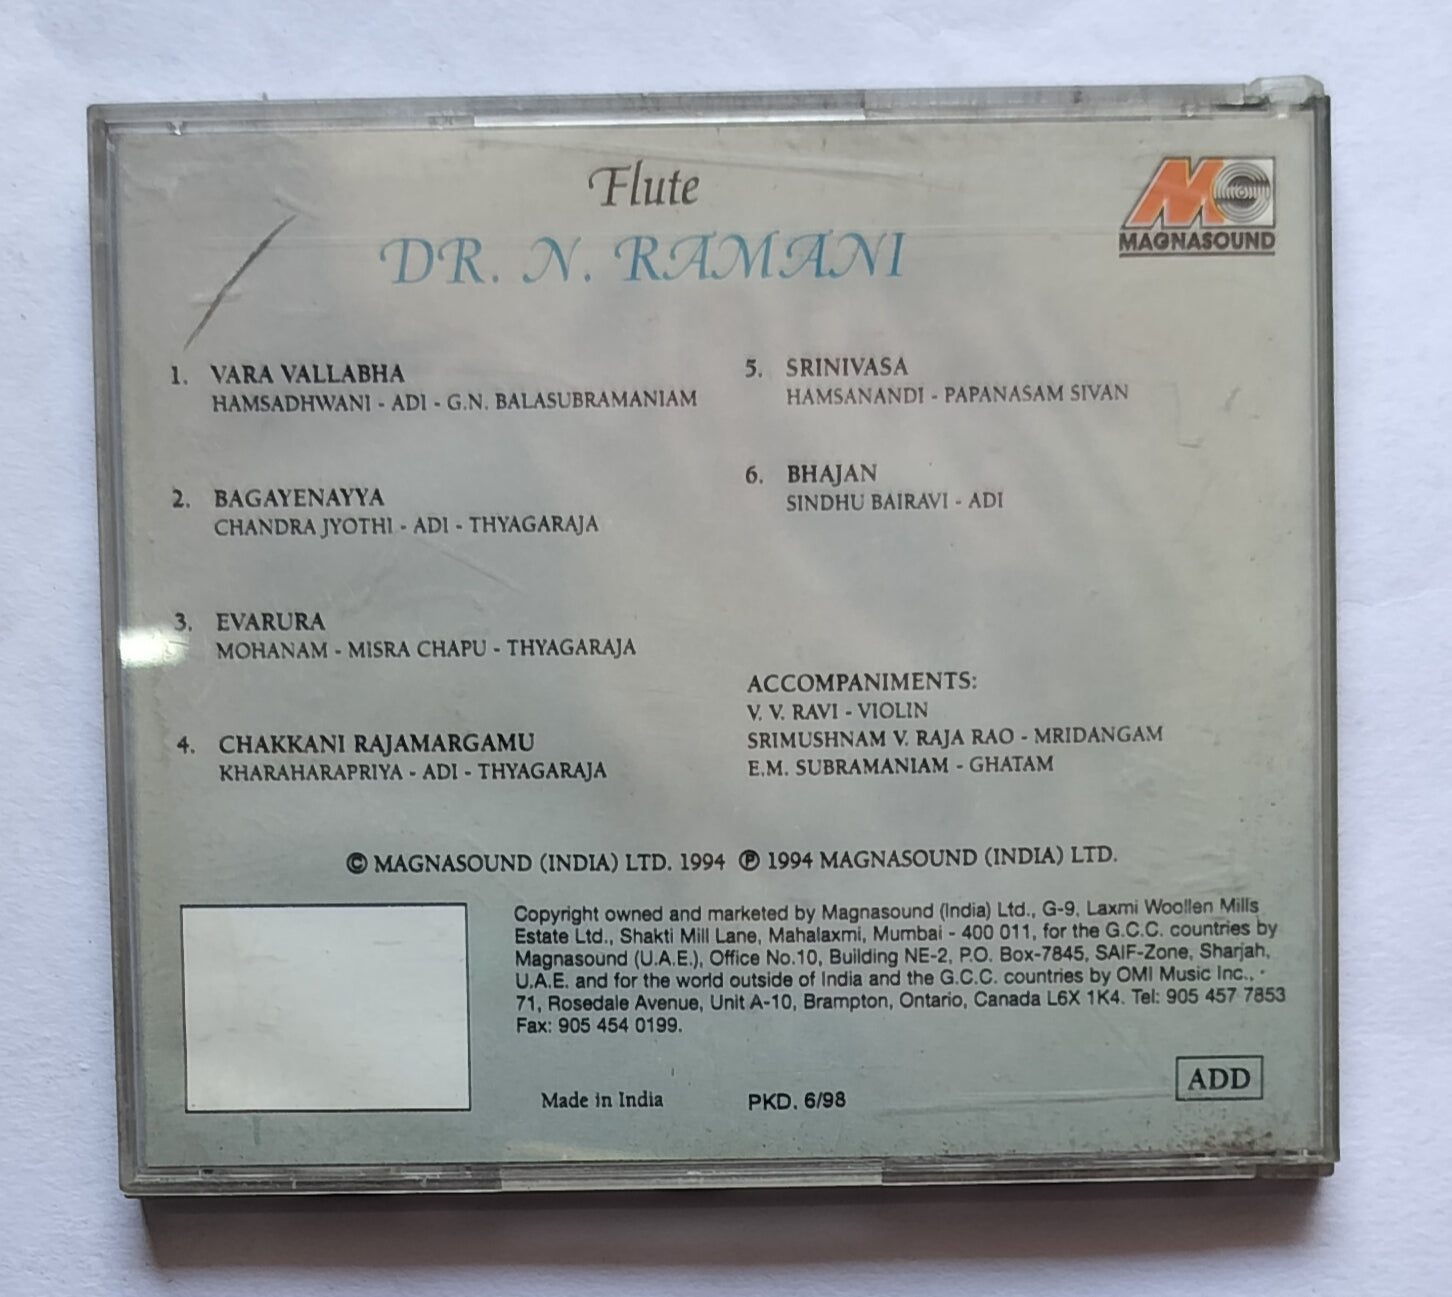 Flute
DR. N. RAMANI
MAGNASOUND
1. VARA VALLABHA
HAMSADHWANI - ADI - G.N. BALASUBRAMANIAM
2. BAGAYENAYYA
CHANDRA JYOTHI - ADI - THYAGARAJA
3. EVARURA
MOHANAM - MISRA CHAPU - THYAGARAJA
4. CHAKKANI RAJAMARGAMU
KHARAHARAPRIYA - ADI - THYAGARAJA
5. SRINIVASA
HAMSANANDI - PAPANASAM SIVAN
6. BHAJAN
SINDHU BAIRAVI - ADI
ACCOMPANIMENTS:
V. V. RAVI - VIOLIN
SRIMUSHNAM V. RAJA RAO - MRIDANGAM
E.M. SUBRAMANIAM - GHATAM
© MAGNASOUND (INDIA) LTD. 1994 ℗ 1994 MAGNASOUND (INDIA) LTD.
Copyright owned and marketed by Magnasound (India) Ltd., G-9, Laxmi Woollen Mills
Estate Ltd., Shakti Mill Lane, Mahalaxmi, Mumbai - 400 011, for the G.C.C. countries by
Magnasound (U.A.E.), Office No.10, Building NE-2, P.O. Box-7845, SAIF-Zone, Sharjah,
U.A.E. and for the world outside of India and the G.C.C. countries by OMI Music Inc.,
71, Rosedale Avenue, Unit A-10, Brampton, Ontario, Canada L6X 1K4. Tel: 905 457 7853
Fax: 905 454 0199.
Made in India
PKD. 6/98
ADD